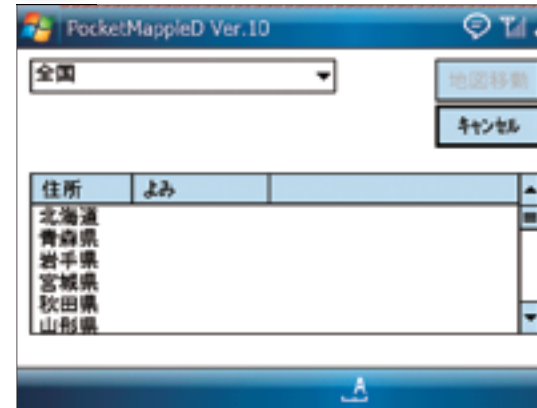 PocketMappleD Ver.10
全国
地図移動
キャンセル
住所 よみ
北海道
青森県
岩手県
宮城県
秋田県
山形県
A